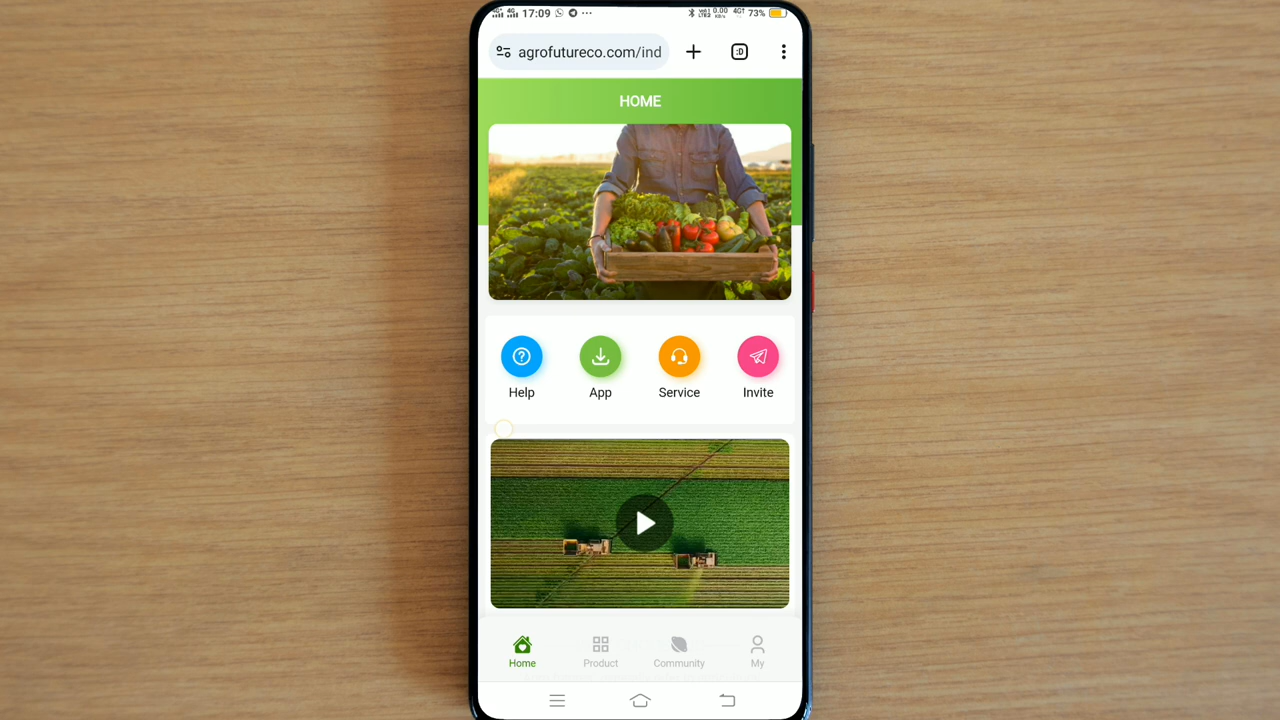 17:09 ... 73%
agrofutureco.com/ind :D
HOME
Help App Service Invite
Home Product Community My